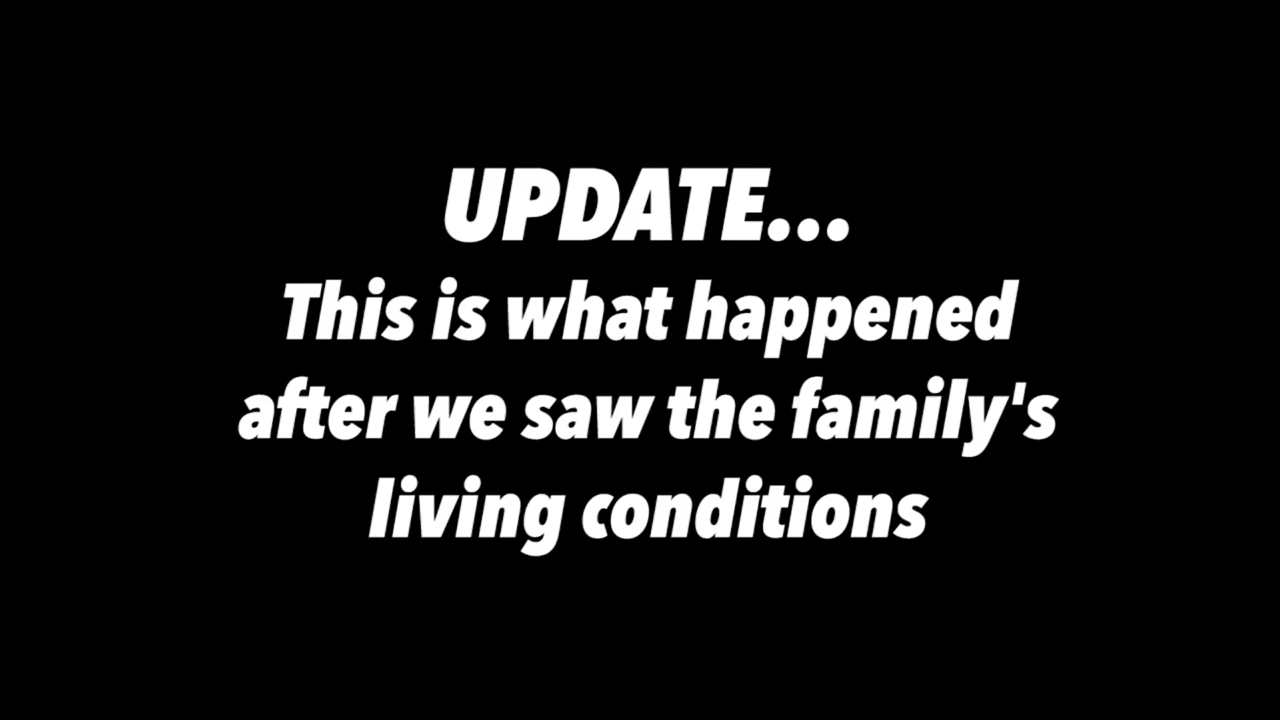 UPDATE...
This is what happened
after we saw the family's
living conditions